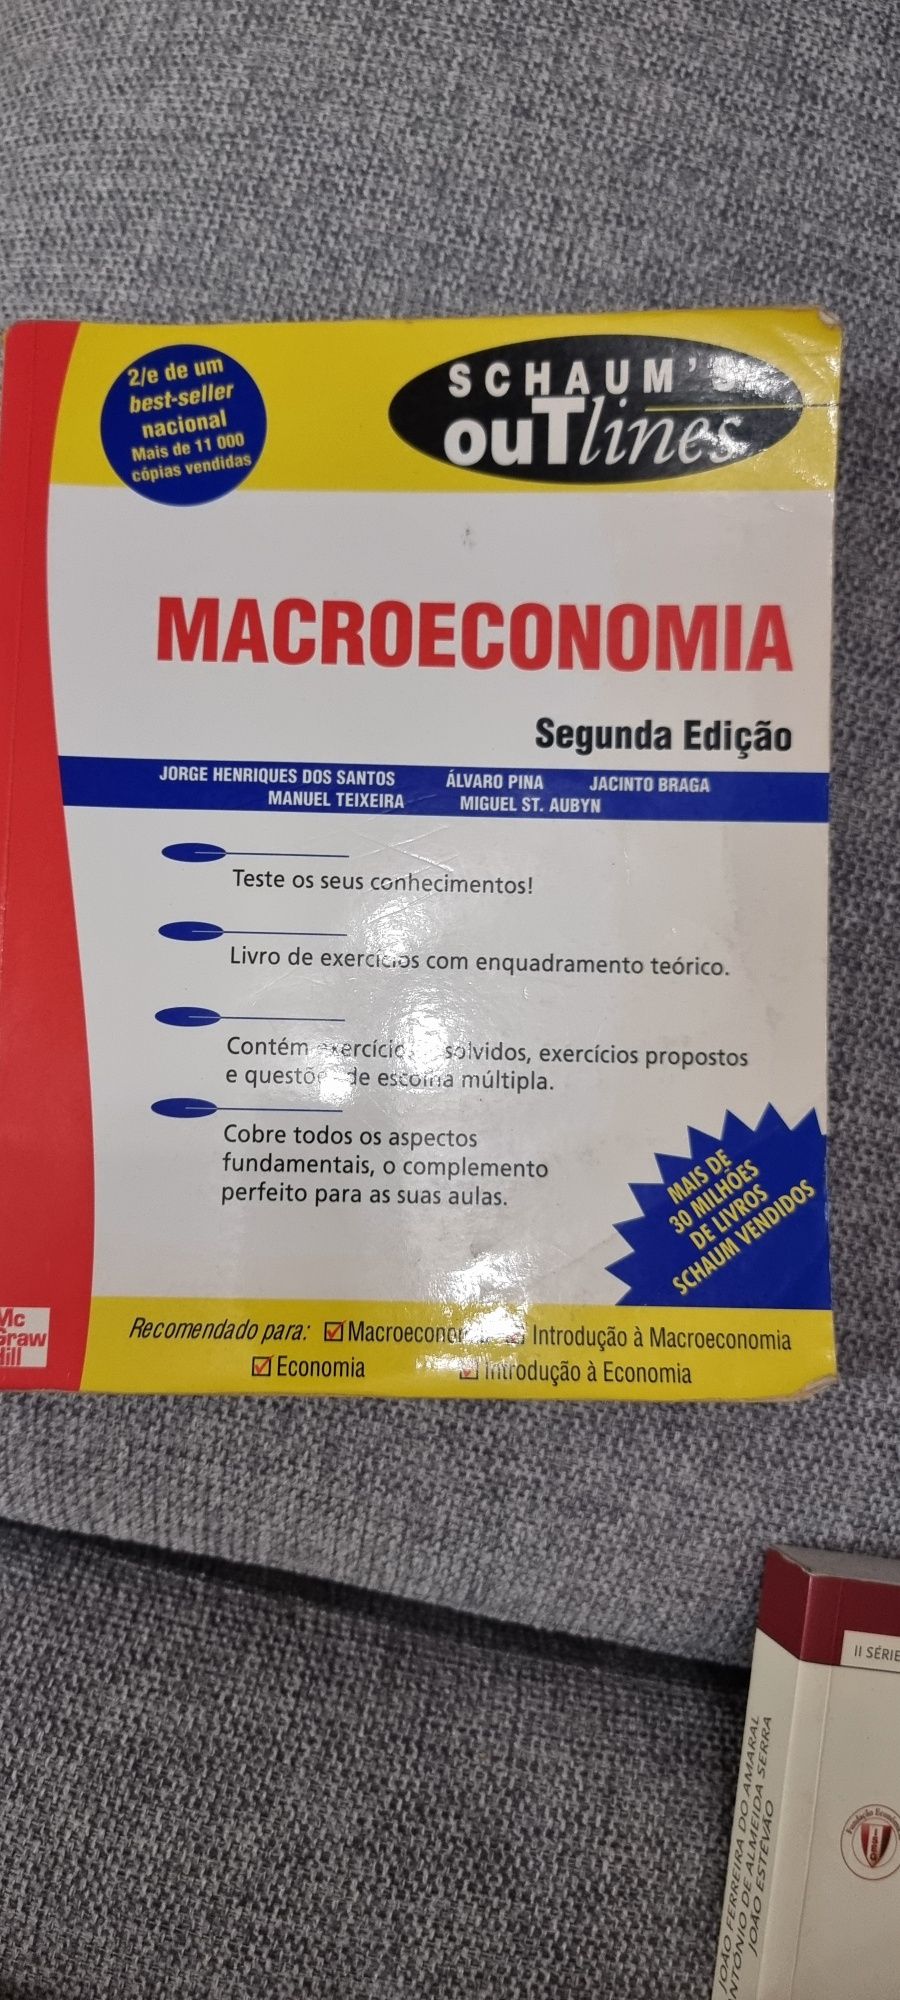 2/e de um
best-seller
nacional
Mais de 11 000
cópias vendidas
SCHAUM'S
ouTlines
MACROECONOMIA
Segunda Edição
JORGE HENRIQUES DOS SANTOS ÁLVARO PINA JACINTO BRAGA
MANUEL TEIXEIRA MIGUEL ST. AUBYN
Teste os seus conhecimentos!
Livro de exercícios com enquadramento teórico.
Contém exercícios, exercícios propostos
e questões de escolha múltipla.
Cobre todos os aspectos
fundamentais, o complemento
perfeito para as suas aulas.
MAIS DE
30 MILHÕES
DE LIVROS
SCHAUM VENDIDOS
Mc
Graw
Hill
Recomendado para: Macroeconomia Introdução à Macroeconomia
Economia Introdução à Economia
II SÉRIE
JOÃO FERREIRA DO AMARAL
ANTÓNIO DE ALMEIDA SERRA
JOÃO ESTÊVÃO